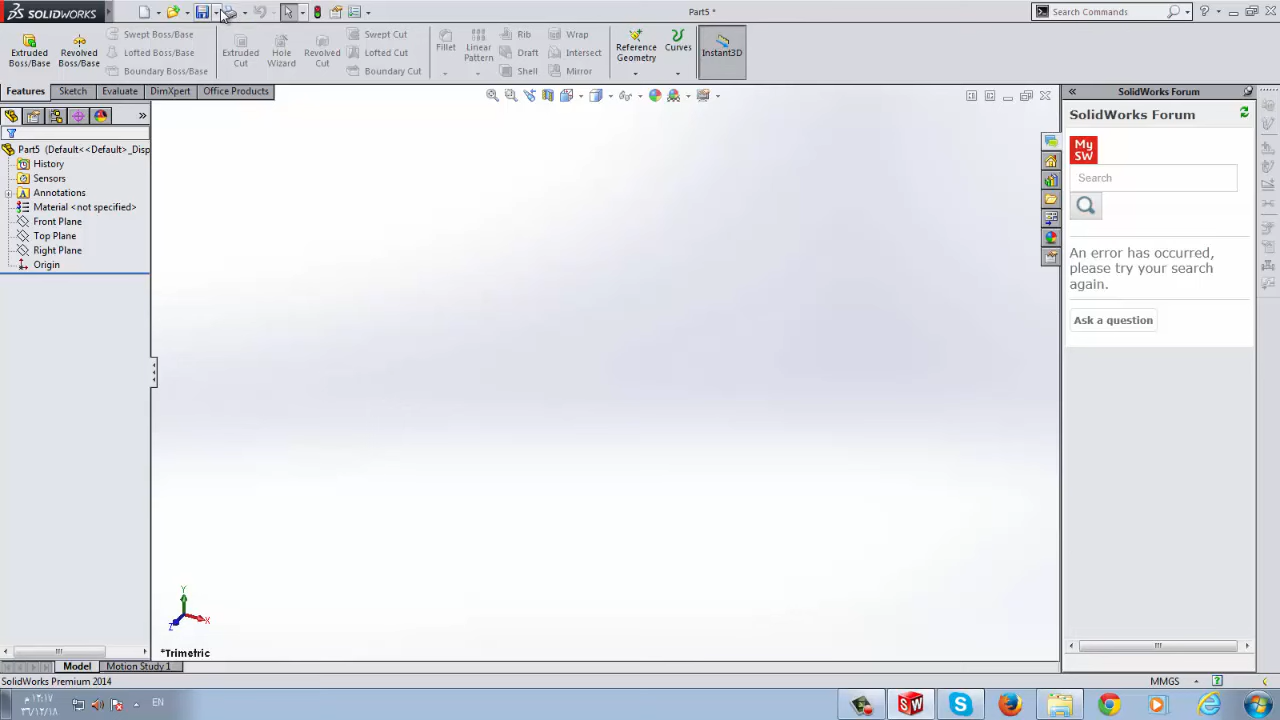 SOLIDWORKS
Part5 *
Search Commands
Extruded Boss/Base
Revolved Boss/Base
Swept Boss/Base
Lofted Boss/Base
Boundary Boss/Base
Extruded Cut
Hole Wizard
Revolved Cut
Swept Cut
Lofted Cut
Boundary Cut
Fillet
Linear Pattern
Rib
Draft
Shell
Wrap
Intersect
Mirror
Reference Geometry
Curves
Instant3D
Features
Sketch
Evaluate
DimXpert
Office Products
Part5 (Default<<Default>_Disp
History
Sensors
Annotations
Material <not specified>
Front Plane
Top Plane
Right Plane
Origin
SolidWorks Forum
SolidWorks Forum
My SW
Search
An error has occurred,
please try your search
again.
Ask a question
Y
X
Z
*Trimetric
Model
Motion Study 1
SolidWorks Premium 2014
MMGS
EN